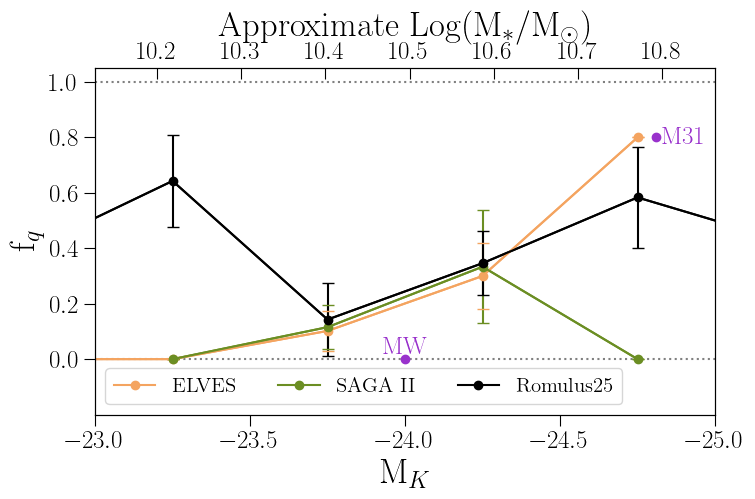 Approximate Log(M*/M☉)
10.2 10.3 10.4 10.5 10.6 10.7 10.8
1.0
0.8
0.6
0.4
0.2
0.0
f_q
M31
MW
ELVES SAGA II Romulus25
−23.0 −23.5 −24.0 −24.5 −25.0
M_K